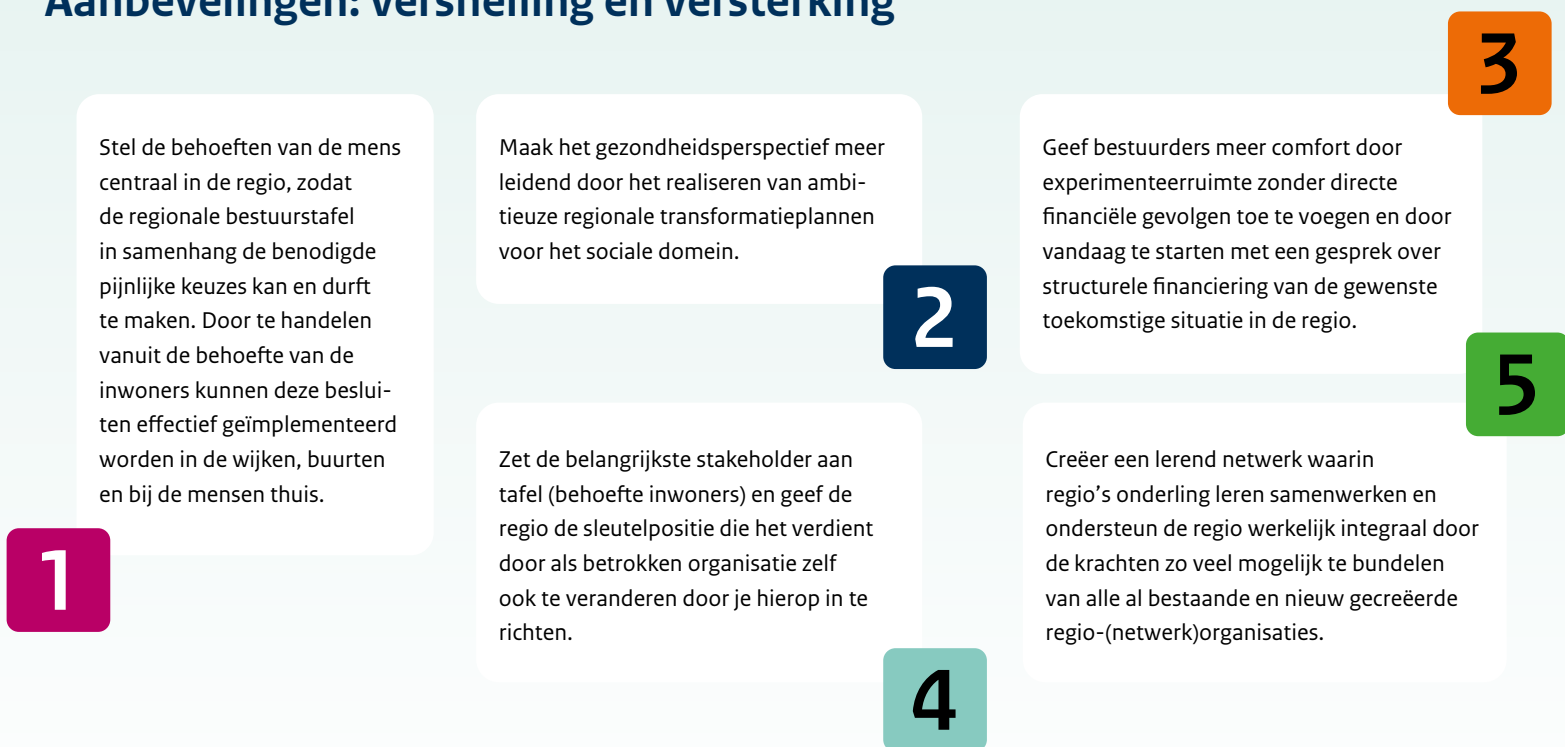 Aanbevelingen: versnelling en versterking
1
Stel de behoeften van de mens
centraal in de regio, zodat
de regionale bestuurstafel
in samenhang de benodigde
pijnlijke keuzes kan en durft
te maken. Door te handelen
vanuit de behoefte van de
inwoners kunnen deze beslui-
ten effectief geïmplementeerd
worden in de wijken, buurten
en bij de mensen thuis.
2
Maak het gezondheidsperspectief meer
leidend door het realiseren van ambi-
tieuze regionale transformatieplannen
voor het sociale domein.
3
Geef bestuurders meer comfort door
experimenteerruimte zonder directe
financiële gevolgen toe te voegen en door
vandaag te starten met een gesprek over
structurele financiering van de gewenste
toekomstige situatie in de regio.
4
Zet de belangrijkste stakeholder aan
tafel (behoefte inwoners) en geef de
regio de sleutelpositie die het verdient
door als betrokken organisatie zelf
ook te veranderen door je hierop in te
richten.
5
Creëer een lerend netwerk waarin
regio's onderling leren samenwerken en
ondersteun de regio werkelijk integraal door
de krachten zo veel mogelijk te bundelen
van alle al bestaande en nieuw gecreëerde
regio-(netwerk)organisaties.